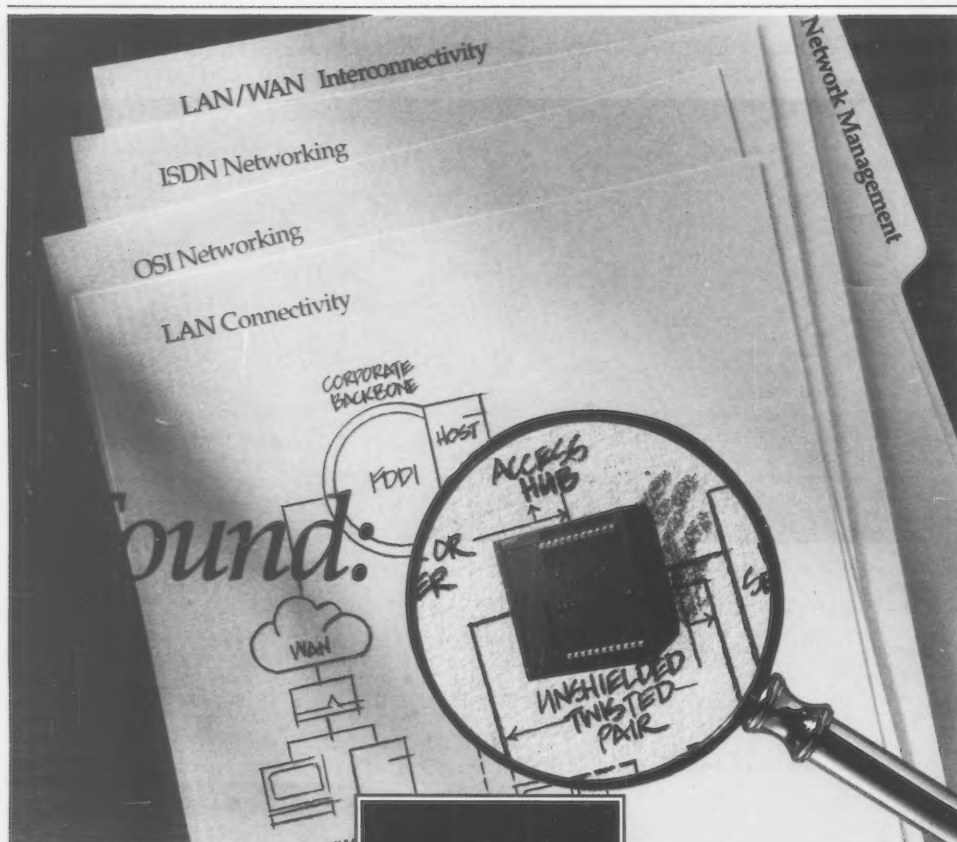 LAN/WAN Interconnectivity
Network Management
ISDN Networking
OSI Networking
LAN Connectivity
CORPORATE
BACKBONE
HOST
FDDI
ound.
ACCESS
HUB
OR
ER
WAN
UNSHIELDED
TWISTED
PAIR